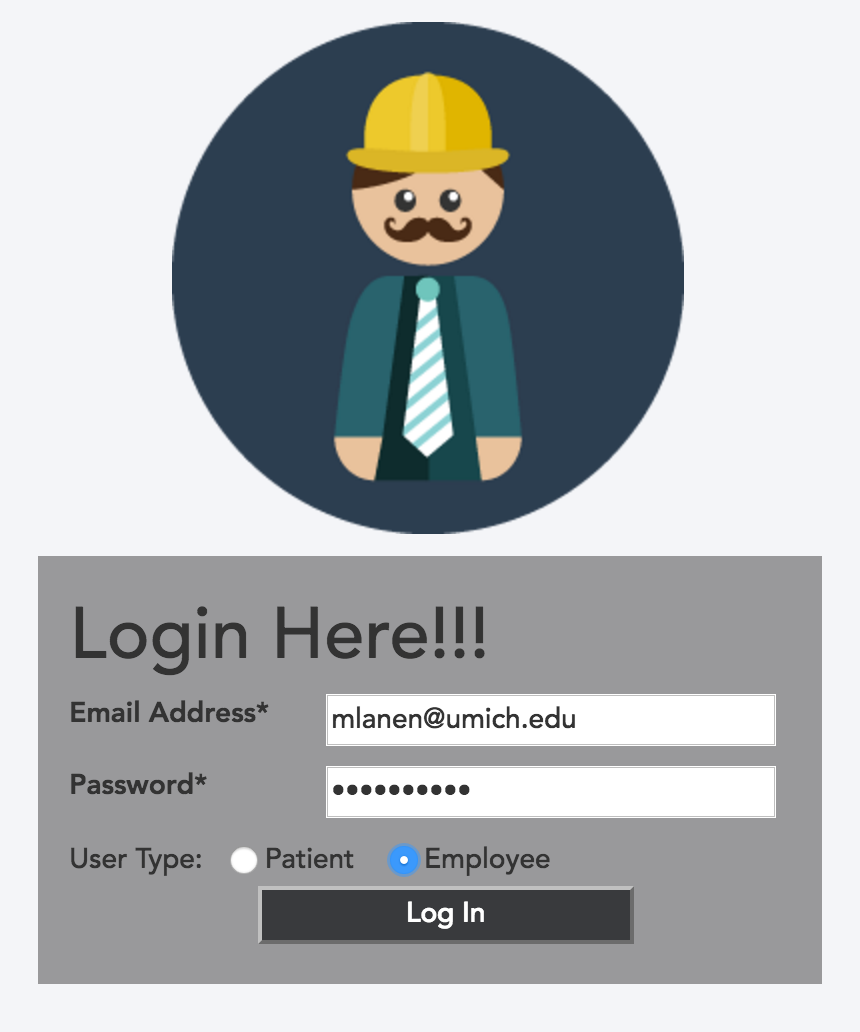 Login Here!!!
Email Address* mlanen@umich.edu
Password* ••••••••••
User Type: Patient Employee
Log In